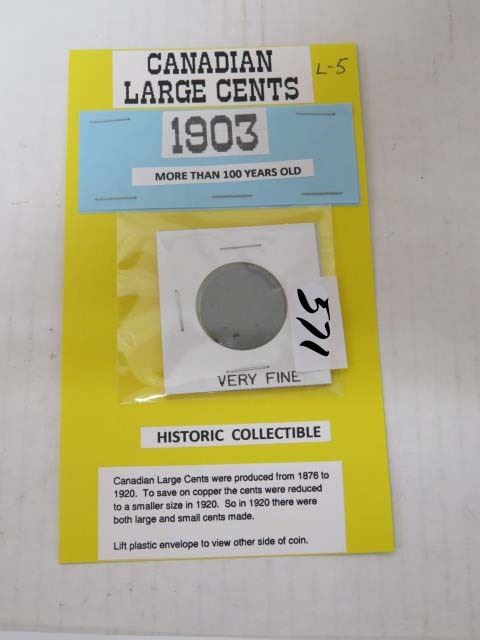 CANADIAN
LARGE CENTS
L-5
1903
MORE THAN 100 YEARS OLD
571
VERY FINE
HISTORIC COLLECTIBLE
Canadian Large Cents were produced from 1876 to
1920. To save on copper the cents were reduced
to a smaller size in 1920. So in 1920 there were
both large and small cents made.
Lift plastic envelope to view other side of coin.